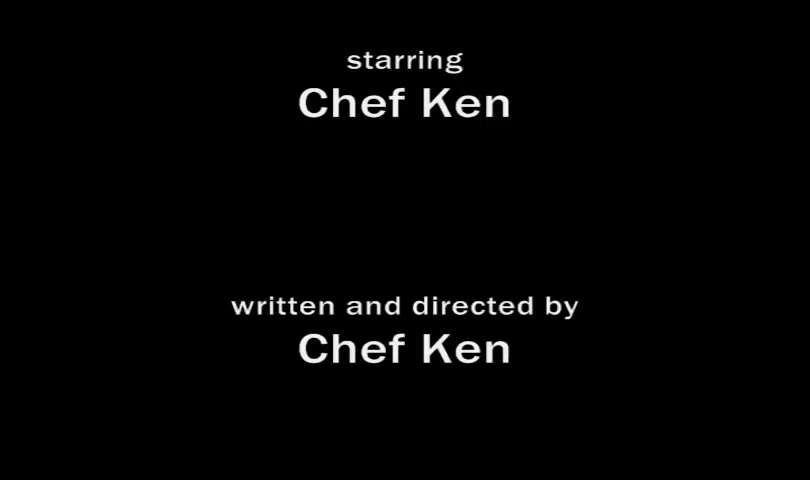 starring
Chef Ken
written and directed by
Chef Ken